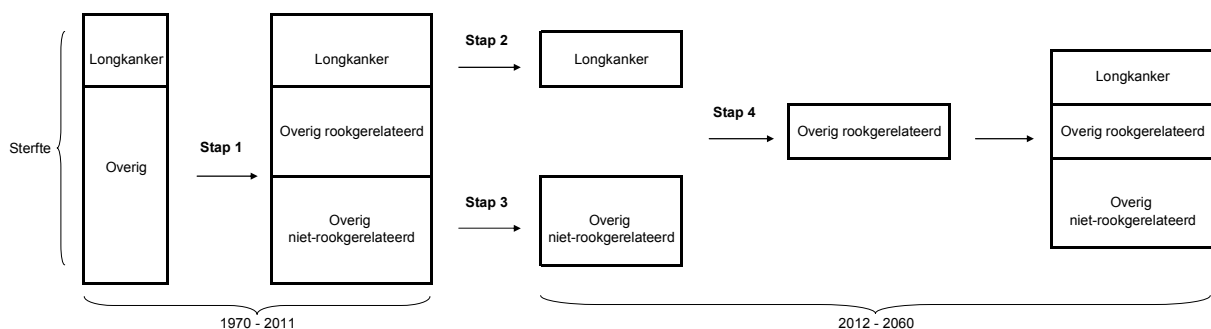 Sterfte
Longkanker
Overig
Stap 1
Longkanker
Overig rookgerelateerd
Overig
niet-rookgerelateerd
1970 - 2011
Stap 2
Longkanker
Stap 3
Overig
niet-rookgerelateerd
Stap 4
Overig rookgerelateerd
Longkanker
Overig rookgerelateerd
Overig
niet-rookgerelateerd
2012 - 2060